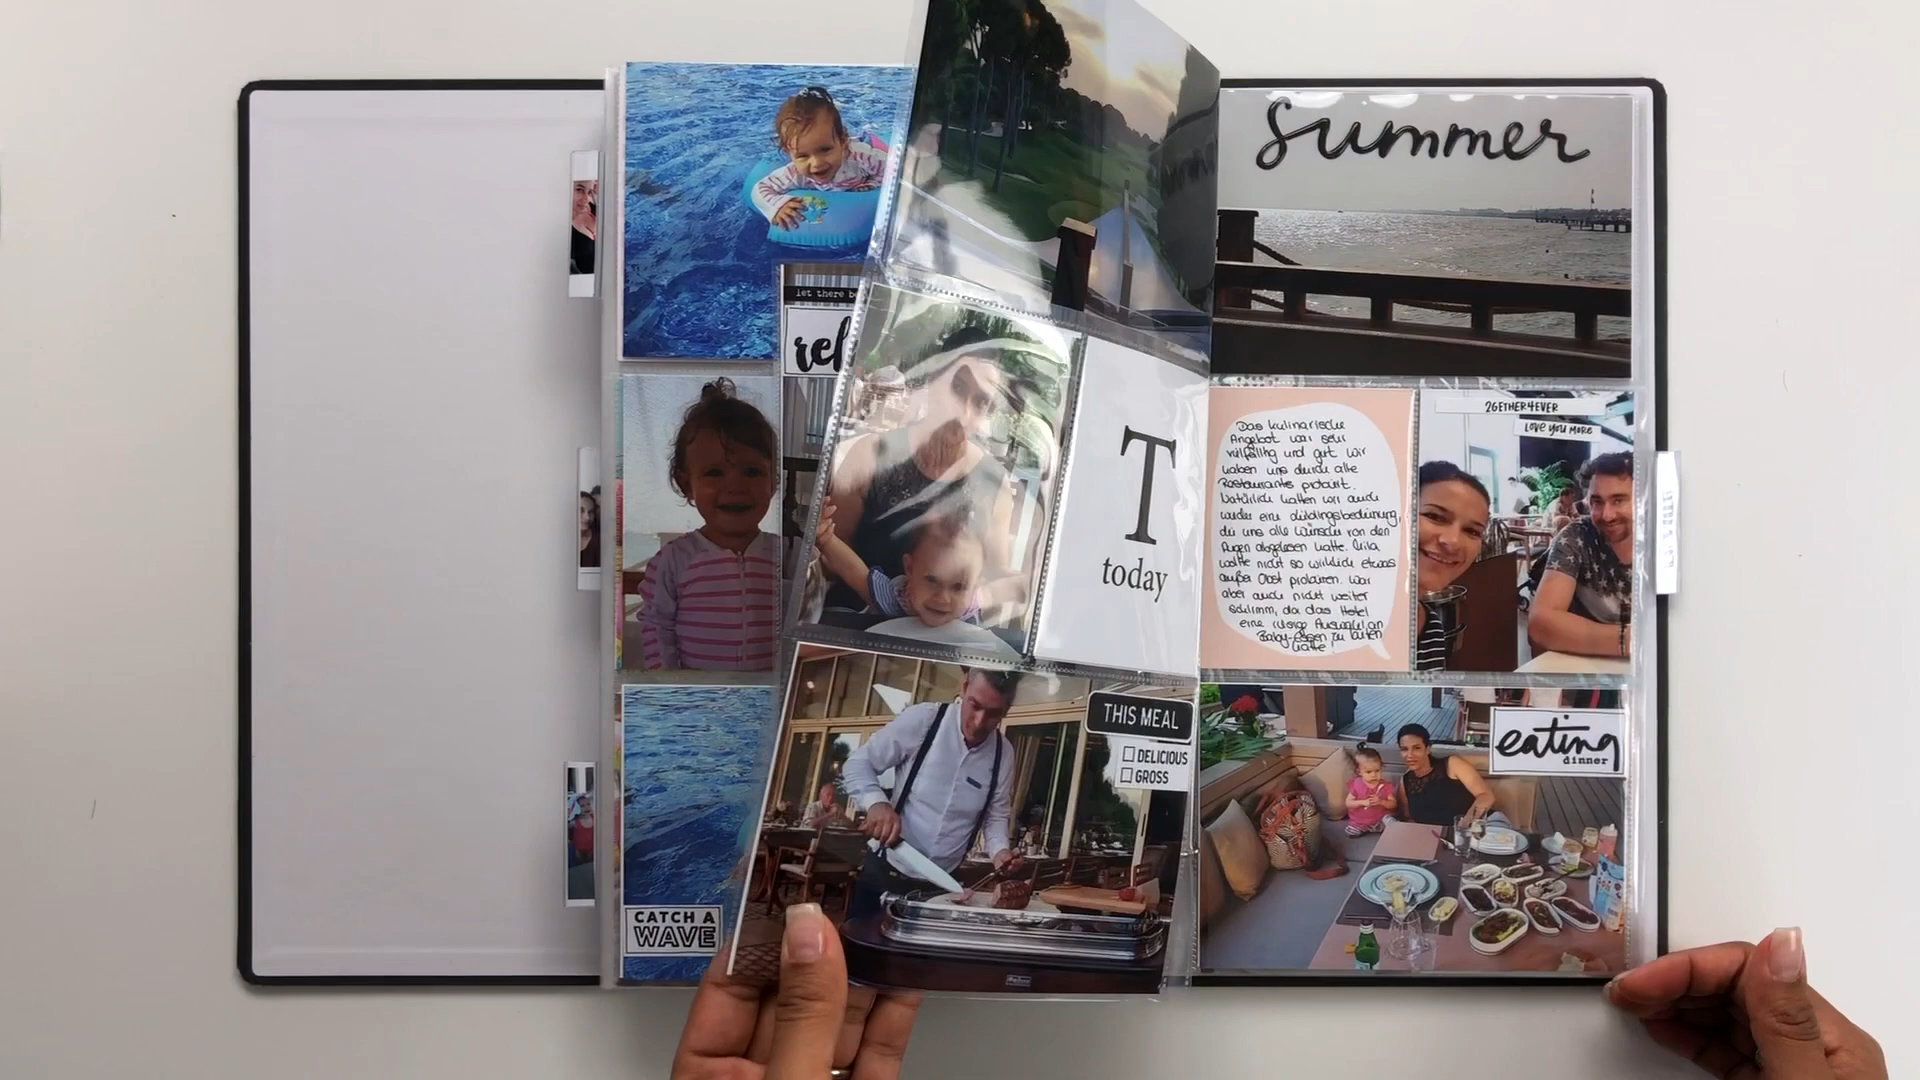 let there be
CATCH A
WAVE
T
today
THIS MEAL
DELICIOUS
GROSS
Summer
Das kulinarische
Angebot war sehr
vielfältig und gut. Wir
haben uns durch alle
Restaurants probiert.
Natürlich hatten wir auch
wieder eine Lieblingsbedienung,
die uns alle Wünsche von den
Augen abgelesen hatte.
wollte nicht so wirklich etwas
außer Obst probieren. War
aber auch nicht weiter
schlimm, da das Hotel
eine riesige Auswahl an
Baby-Essen zu bieten
hatte.
2GETHER4EVER
LOVE YOU MORE
eating
dinner